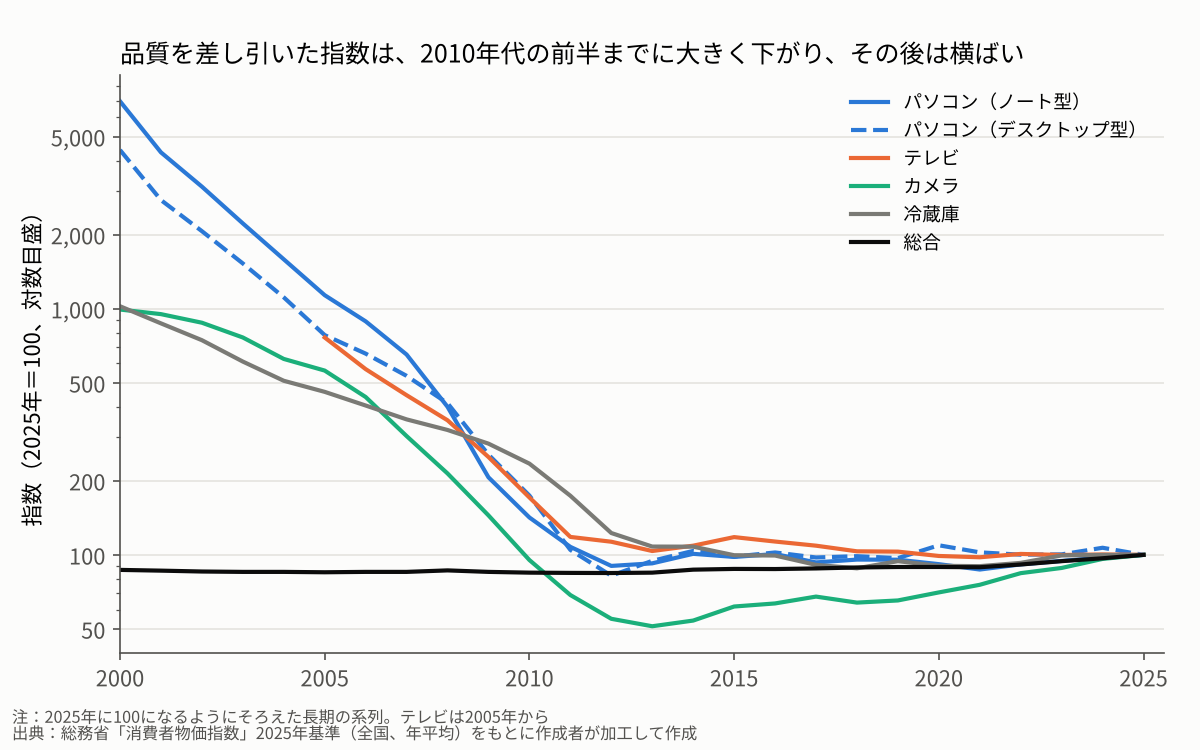 品質を差し引いた指数は、2010年代の前半までに大きく下がり、その後は横ばい
パソコン（ノート型）
パソコン（デスクトップ型）
テレビ
カメラ
冷蔵庫
総合
指数（2025年＝100、対数目盛）
5,000
2,000
1,000
500
200
100
50
2000
2005
2010
2015
2020
2025
注：2025年に100になるようにそろえた長期の系列。テレビは2005年から
出典：総務省「消費者物価指数」2025年基準（全国、年平均）をもとに作成者が加工して作成